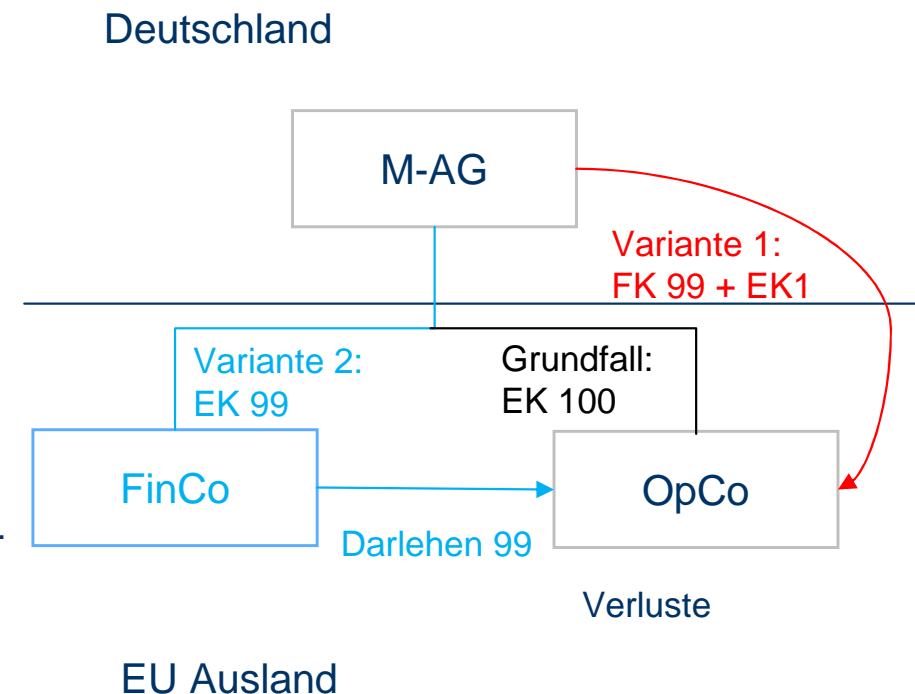 Deutschland
M-AG
Variante 1:
FK 99 + EK1
Variante 2:
EK 99
Grundfall:
EK 100
FinCo
OpCo
Darlehen 99
Verluste
EU Ausland